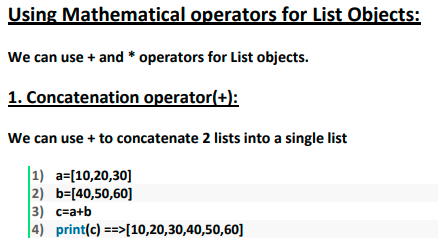 Using Mathematical operators for List Objects:
We can use + and * operators for List objects.
1. Concatenation operator(+):
We can use + to concatenate 2 lists into a single list
1) a=[10,20,30]
2) b=[40,50,60]
3) c=a+b
4) print(c) ==>[10,20,30,40,50,60]